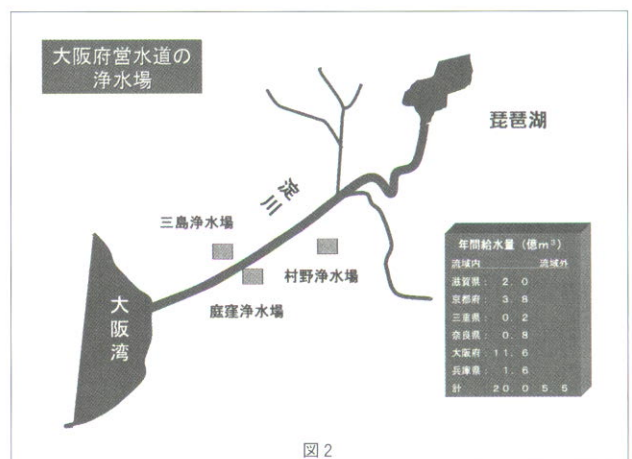 大阪府営水道の
浄水場
琵琶湖
淀川
三島浄水場
村野浄水場
庭窪浄水場
大阪湾
年間給水量（億m³）
流域内 流域外
滋賀県： 2 0
京都府： 3 8
三重県： 0 2
奈良県： 0.8
大阪府：11.6
兵庫県： 1.6
計 20.0 5.6
図2